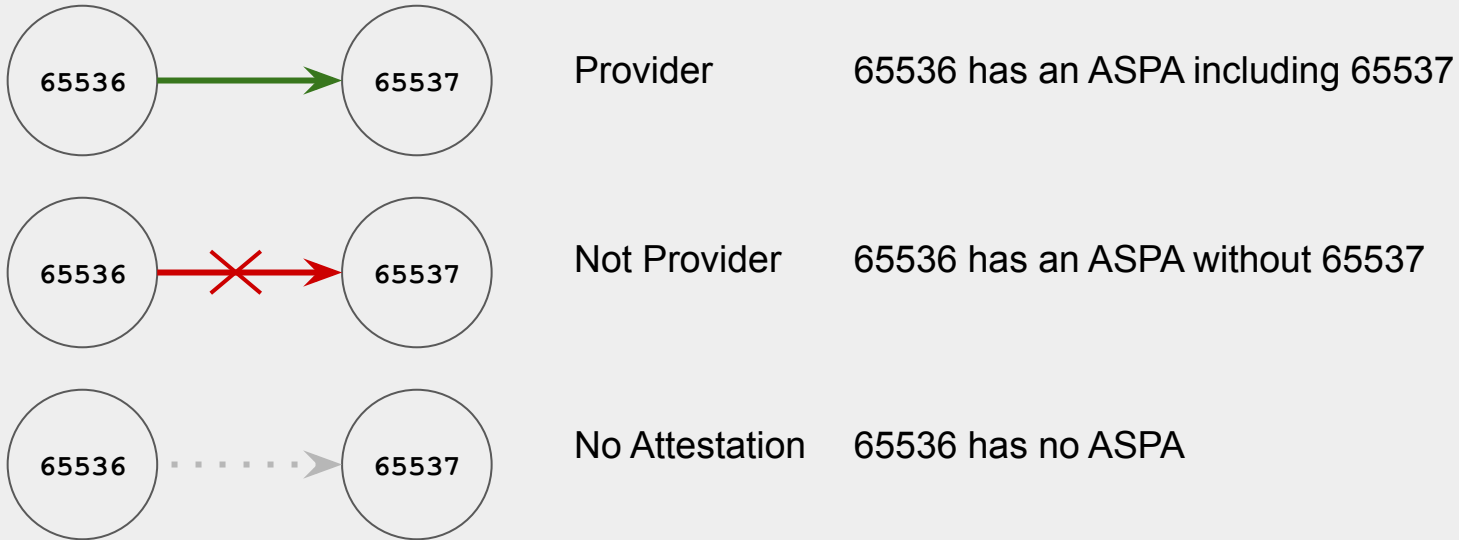 65536 65537 Provider 65536 has an ASPA including 65537
65536 65537 Not Provider 65536 has an ASPA without 65537
65536 65537 No Attestation 65536 has no ASPA